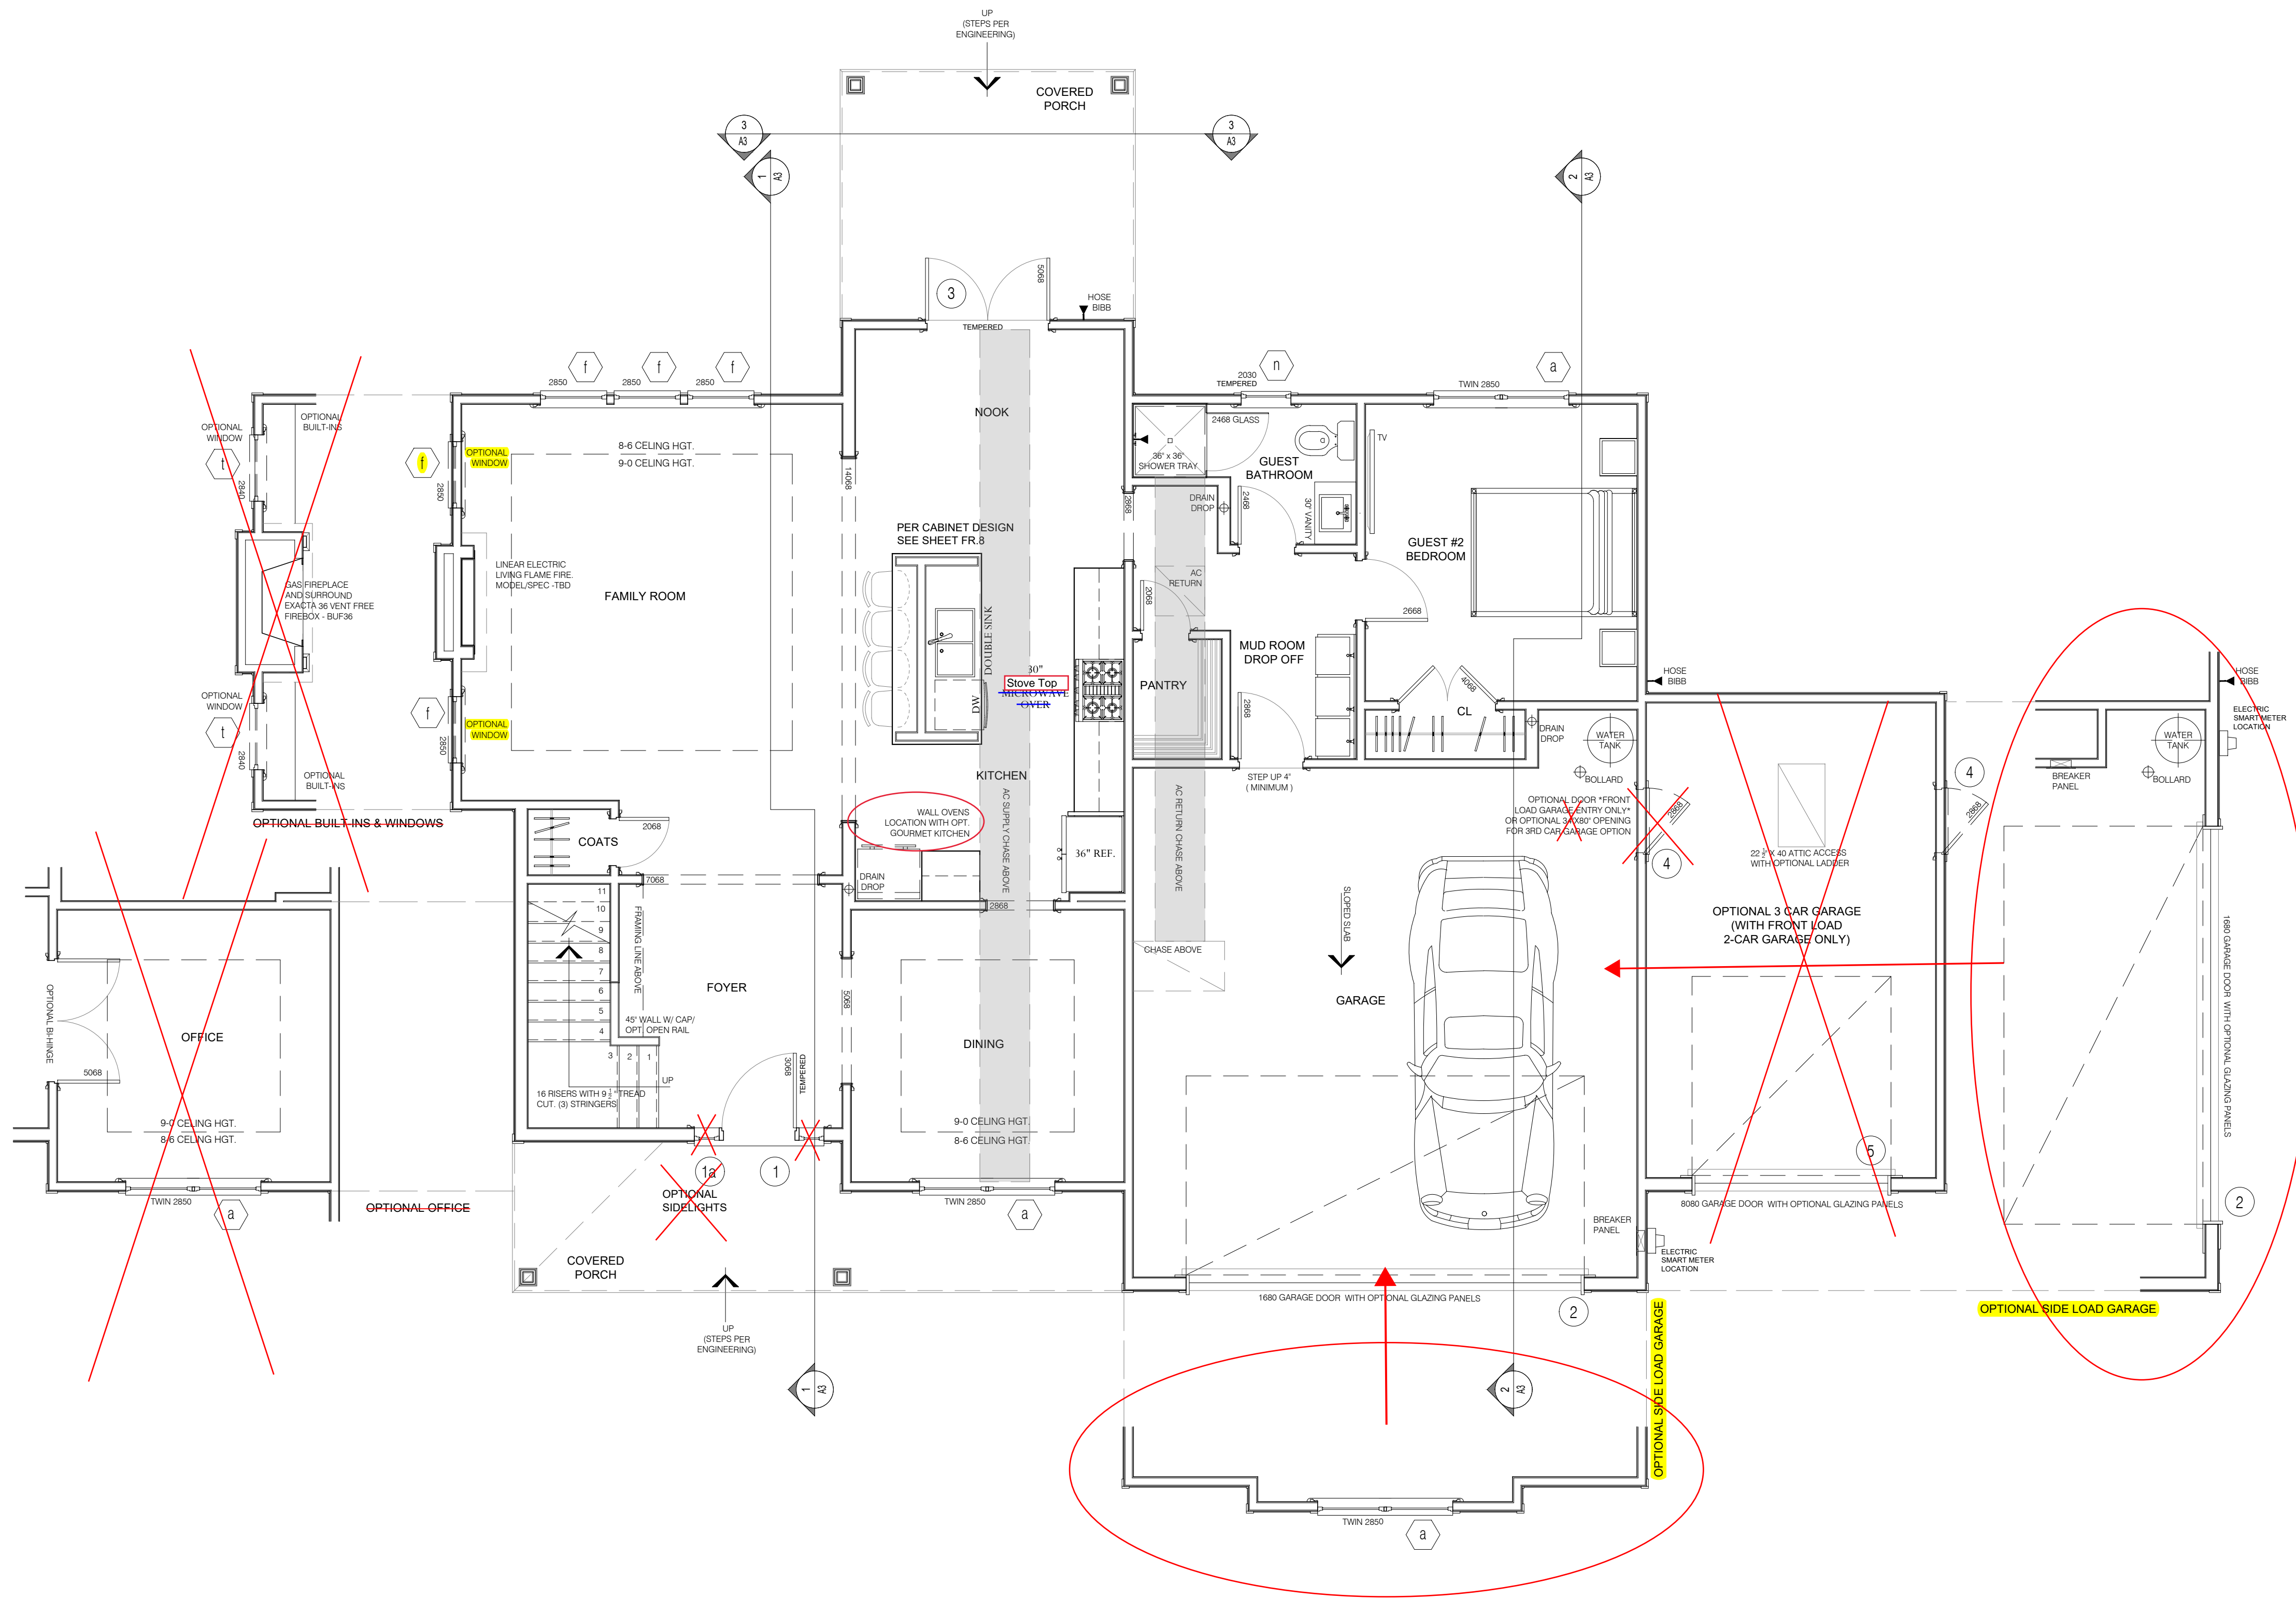 UP
(STEPS PER
ENGINEERING)
COVERED
PORCH
3
A3
3
A3
1
A3
2
A3
3
5068
HOSE
BIBB
TEMPERED
f
f
f
2850
2850
2850
n
2030
TEMPERED
a
TWIN 2850
NOOK
8-6 CELING HGT.
9-0 CELING HGT.
OPTIONAL
WINDOW
t
2840
OPTIONAL
BUILT-INS
f
2850
OPTIONAL
WINDOW
14068
2868
2468 GLASS
36" x 36"
SHOWER TRAY
GUEST
BATHROOM
TV
DRAIN
DROP
2468
30" VANITY
PER CABINET DESIGN
SEE SHEET FR.8
GUEST #2
BEDROOM
GAS FIREPLACE
AND SURROUND
EXACTA 36 VENT FREE
FIREBOX - BUF36
LINEAR ELECTRIC
LIVING FLAME FIRE.
MODEL/SPEC -TBD
FAMILY ROOM
AC
RETURN
2068
2668
DOUBLE SINK
DW
30"
Stove Top
MICROWAVE
OVER
PANTRY
MUD ROOM
DROP OFF
2868
4068
CL
HOSE
BIBB
HOSE
BIBB
OPTIONAL
WINDOW
t
2840
OPTIONAL
BUILT-INS
f
2850
OPTIONAL
WINDOW
OPTIONAL BUILT-INS & WINDOWS
KITCHEN
STEP UP 4"
( MINIMUM )
DRAIN
DROP
WATER
TANK
BOLLARD
ELECTRIC
SMART METER
LOCATION
WATER
TANK
BREAKER
PANEL
BOLLARD
4
2868
OPTIONAL DOOR *FRONT
LOAD GARAGE ENTRY ONLY*
OR OPTIONAL 34"X80" OPENING
FOR 3RD CAR GARAGE OPTION
2868
4
22 ½" X 40 ATTIC ACCESS
WITH OPTIONAL LADDER
COATS
2068
7068
WALL OVENS
LOCATION WITH OPT.
GOURMET KITCHEN
AC SUPPLY CHASE ABOVE
AC RETURN CHASE ABOVE
36" REF.
DRAIN
DROP
2868
11
10
9
8
7
6
5
4
3
2
1
FRAMING LINE ABOVE
FOYER
45" WALL W/ CAP/
OPT. OPEN RAIL
UP
16 RISERS WITH 9 ½" TREAD
CUT. (3) STRINGERS
5068
3068
TEMPERED
DINING
9-0 CELING HGT.
8-6 CELING HGT.
CHASE ABOVE
SLOPED SLAB
GARAGE
OPTIONAL 3 CAR GARAGE
(WITH FRONT LOAD
2-CAR GARAGE ONLY)
1680 GARAGE DOOR WITH OPTIONAL GLAZING PANELS
OPTIONAL BI-HINGE
OFFICE
5068
9-0 CELING HGT.
8-6 CELING HGT.
TWIN 2850
a
OPTIONAL OFFICE
1a
1
OPTIONAL
SIDELIGHTS
TWIN 2850
a
5
8080 GARAGE DOOR WITH OPTIONAL GLAZING PANELS
2
BREAKER
PANEL
ELECTRIC
SMART METER
LOCATION
COVERED
PORCH
1680 GARAGE DOOR WITH OPTIONAL GLAZING PANELS
2
OPTIONAL SIDE LOAD GARAGE
OPTIONAL SIDE LOAD GARAGE
UP
(STEPS PER
ENGINEERING)
1
A3
2
A3
TWIN 2850
a